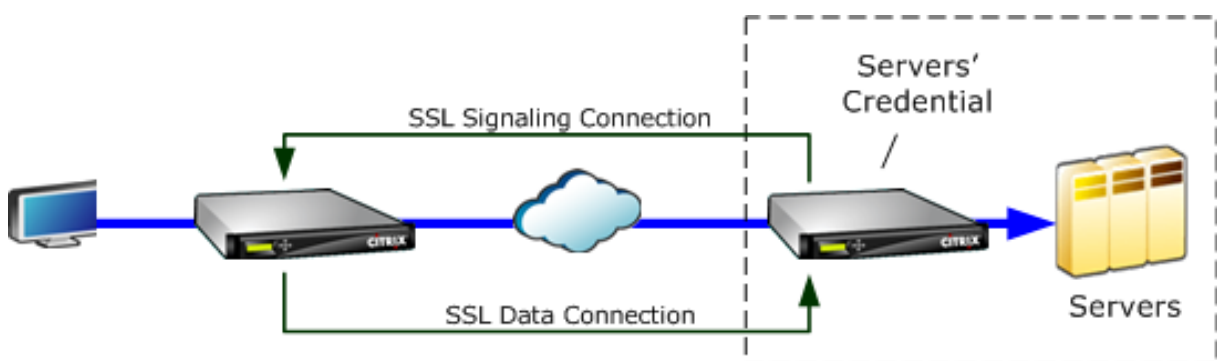 Servers'
Credential
SSL Signaling Connection
CITRIX
CITRIX
SSL Data Connection
Servers